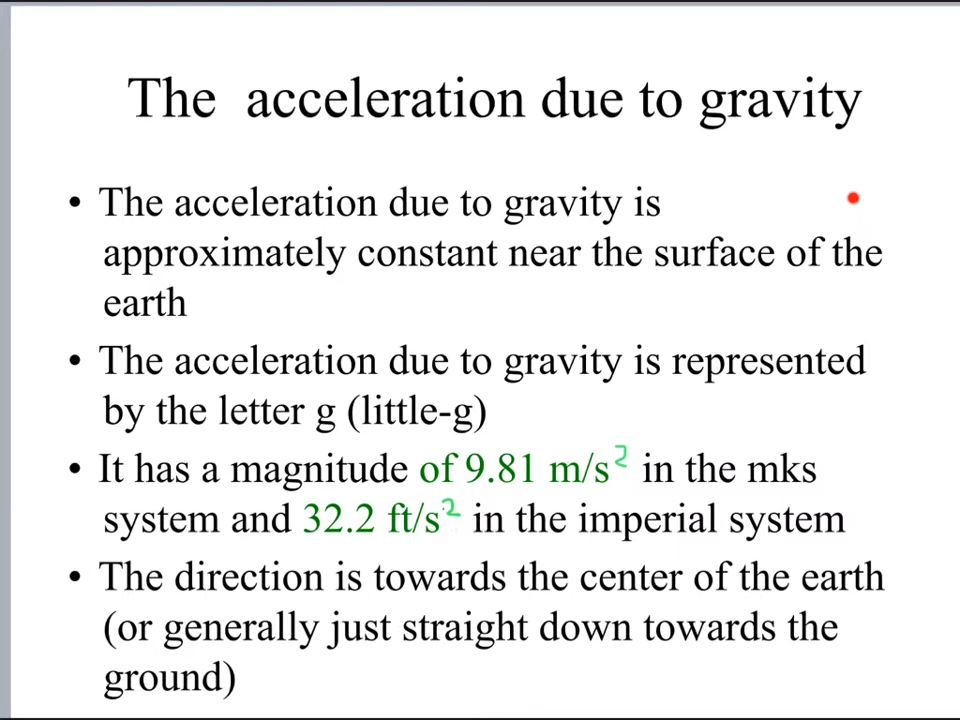 The acceleration due to gravity
• The acceleration due to gravity is
approximately constant near the surface of the
earth
• The acceleration due to gravity is represented
by the letter g (little-g)
• It has a magnitude of 9.81 m/s² in the mks
system and 32.2 ft/s² in the imperial system
• The direction is towards the center of the earth
(or generally just straight down towards the
ground)